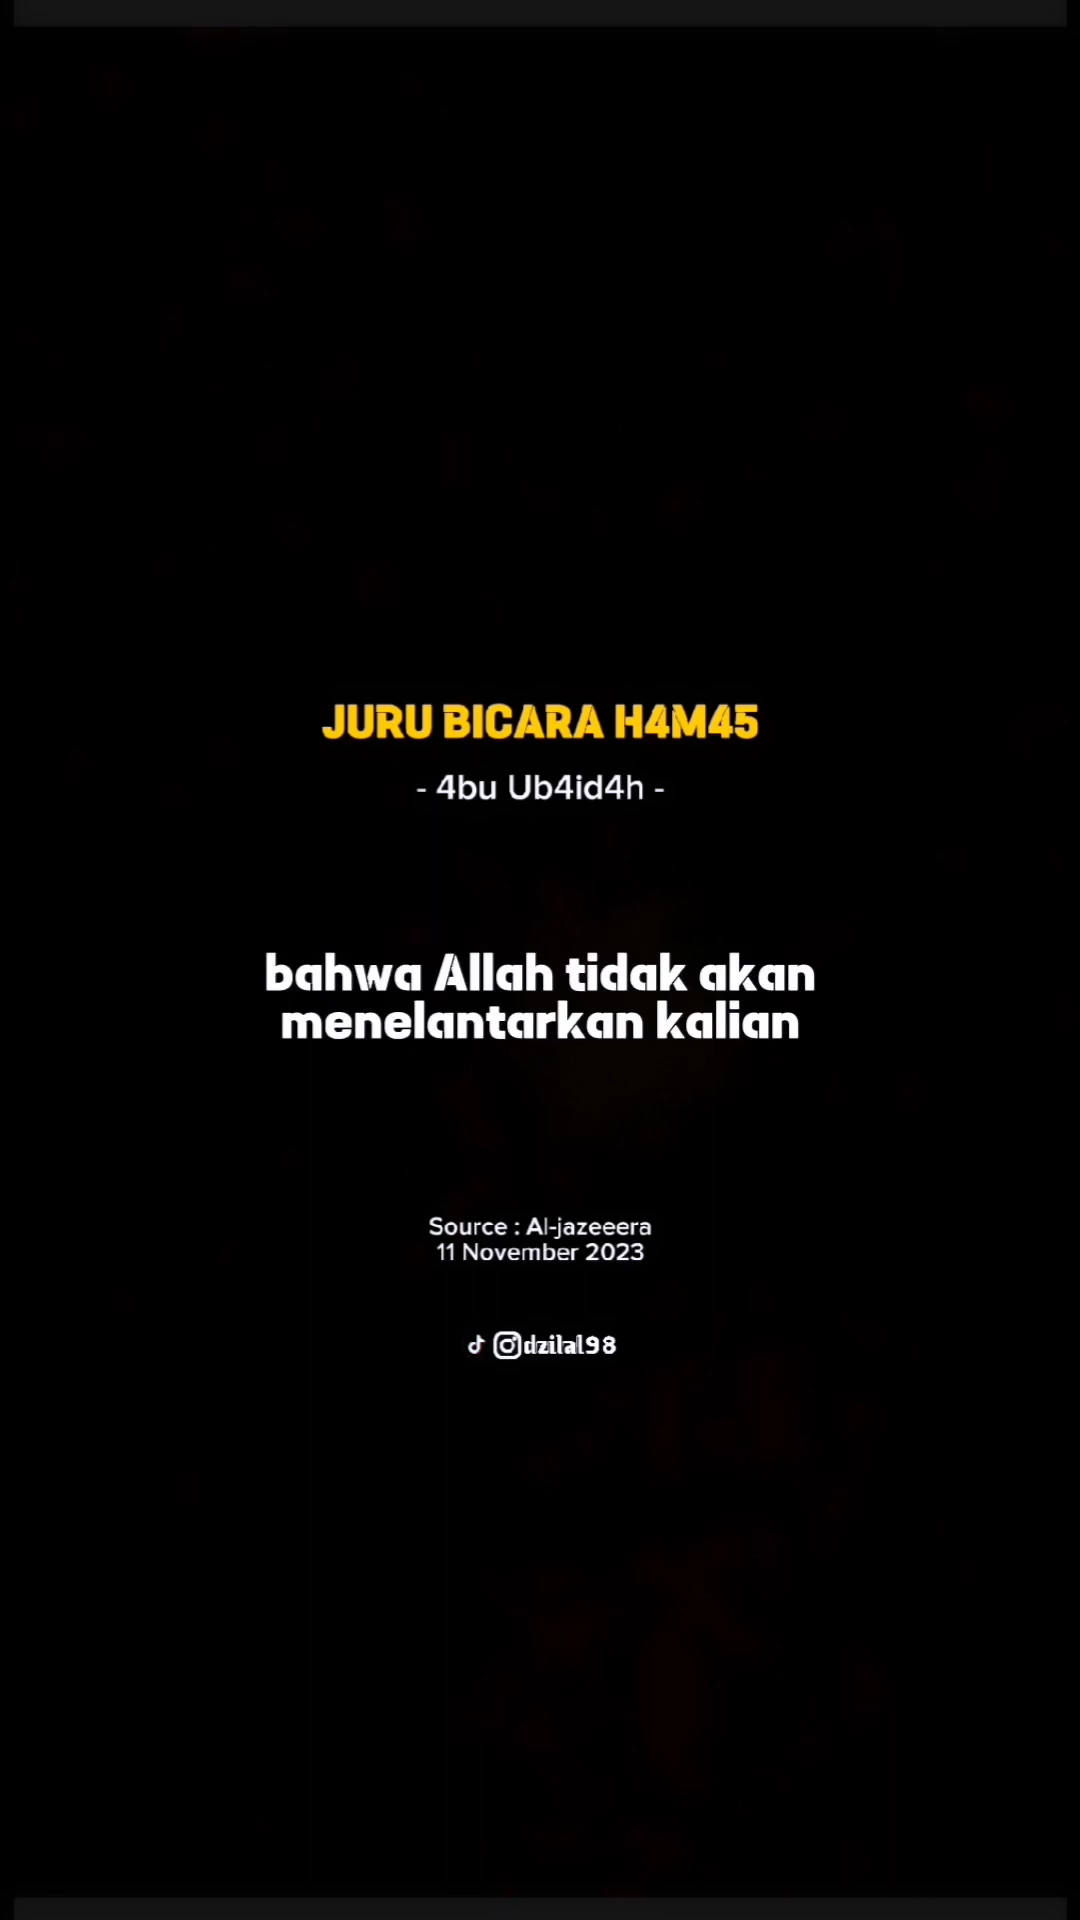 JURU BICARA H4M45
- 4bu Ub4id4h -
bahwa Allah tidak akan
menelantarkan kalian
Source : Al-jazeeera
11 November 2023
dzilal98